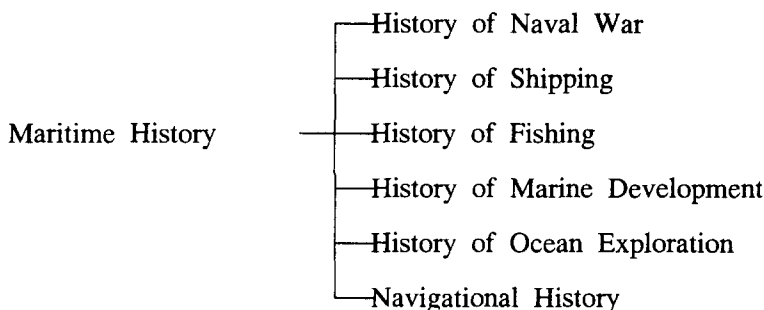 History of Naval War
History of Shipping
Maritime History
History of Fishing
History of Marine Development
History of Ocean Exploration
Navigational History